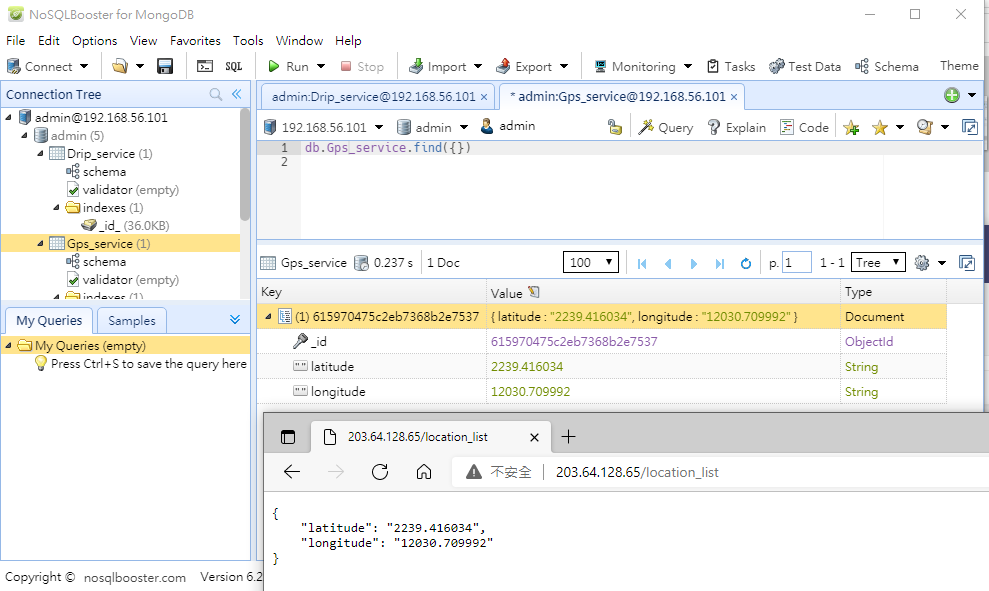 NoSQLBooster for MongoDB
File Edit Options View Favorites Tools Window Help
Connect SQL Run Stop Import Export Monitoring Tasks Test Data Schema Theme
Connection Tree
admin@192.168.56.101
admin (5)
Drip_service (1)
schema
validator (empty)
indexes (1)
_id_ (36.0KB)
Gps_service (1)
schema
validator (empty)
indexes (1)
My Queries Samples
My Queries (empty)
Press Ctrl+S to save the query here
admin:Drip_service@192.168.56.101 × * admin:Gps_service@192.168.56.101 ×
192.168.56.101 admin admin Query Explain Code
1 db.Gps_service.find({})
2
Gps_service 0.237 s 1 Doc 100 p. 1 1 - 1 Tree
Key Value Type
(1) 615970475c2eb7368b2e7537 { latitude : "2239.416034", longitude : "12030.709992" } Document
_id 615970475c2eb7368b2e7537 ObjectId
"" latitude 2239.416034 String
"" longitude 12030.709992 String
203.64.128.65/location_list
不安全 203.64.128.65/location_list
{
"latitude": "2239.416034",
"longitude": "12030.709992"
}
Copyright © nosqlbooster.com Version 6.2